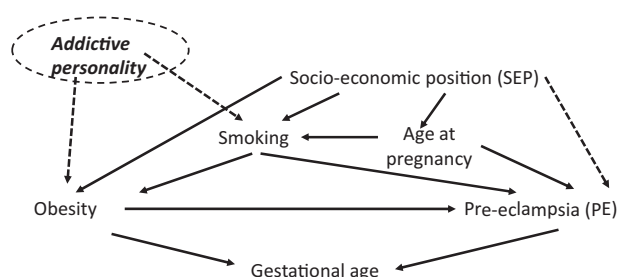 Addictive
personality
Socio-economic position (SEP)
Smoking
Age at
pregnancy
Obesity
Pre-eclampsia (PE)
Gestational age